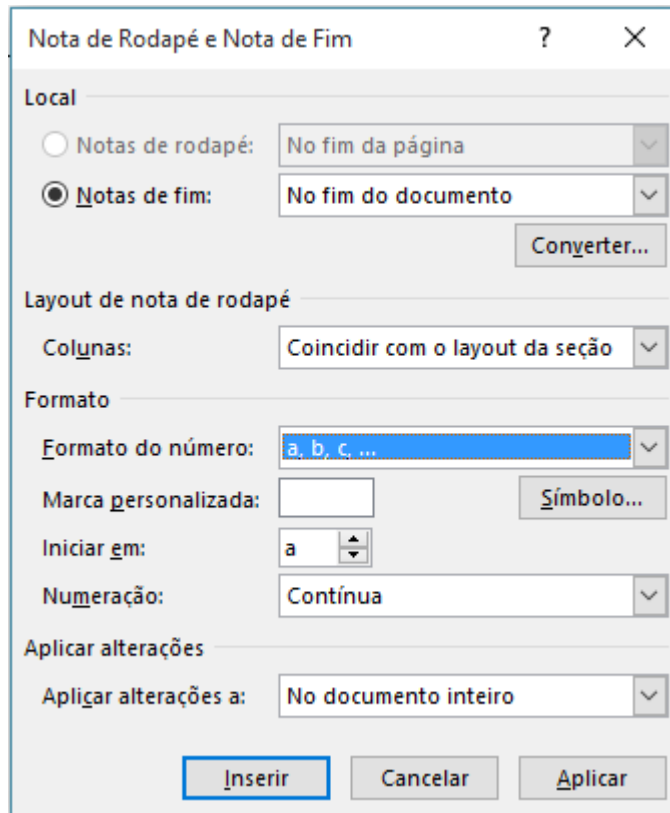 Nota de Rodapé e Nota de Fim ? X
Local
Notas de rodapé: No fim da página
Notas de fim: No fim do documento
Converter...
Layout de nota de rodapé
Colunas: Coincidir com o layout da seção
Formato
Formato do número: a, b, c, ...
Marca personalizada: Símbolo...
Iniciar em: a
Numeração: Contínua
Aplicar alterações
Aplicar alterações a: No documento inteiro
Inserir Cancelar Aplicar